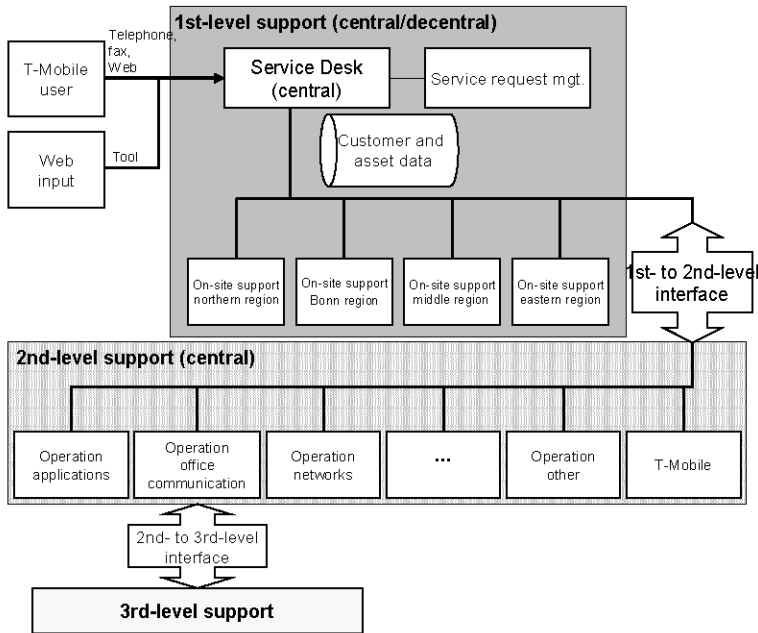 1st-level support (central/decentral)
Telephone,
fax,
Web
T-Mobile
user
Service Desk
(central)
Service request mgt.
Web
input
Tool
Customer and
asset data
On-site support
northern region
On-site support
Bonn region
On-site support
middle region
On-site support
eastern region
1st- to 2nd-level
interface
2nd-level support (central)
Operation
applications
Operation
office
communication
Operation
networks
...
Operation
other
T-Mobile
2nd- to 3rd-level
interface
3rd-level support